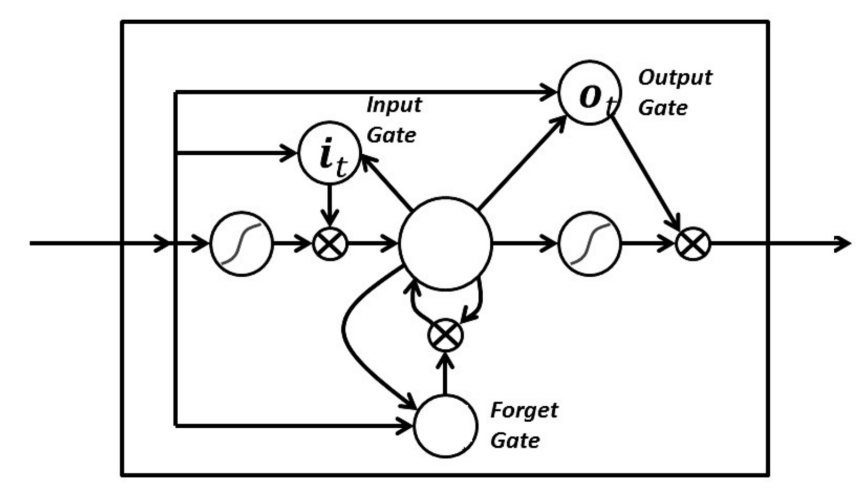 Output
Gate
o_t
Input
Gate
i_t
Forget
Gate